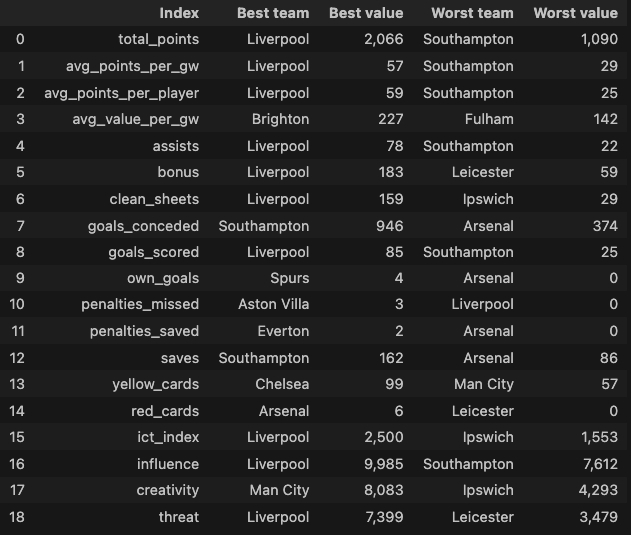 Index Best team Best value Worst team Worst value
0 total_points Liverpool 2,066 Southampton 1,090
1 avg_points_per_gw Liverpool 57 Southampton 29
2 avg_points_per_player Liverpool 59 Southampton 25
3 avg_value_per_gw Brighton 227 Fulham 142
4 assists Liverpool 78 Southampton 22
5 bonus Liverpool 183 Leicester 59
6 clean_sheets Liverpool 159 Ipswich 29
7 goals_conceded Southampton 946 Arsenal 374
8 goals_scored Liverpool 85 Southampton 25
9 own_goals Spurs 4 Arsenal 0
10 penalties_missed Aston Villa 3 Liverpool 0
11 penalties_saved Everton 2 Arsenal 0
12 saves Southampton 162 Arsenal 86
13 yellow_cards Chelsea 99 Man City 57
14 red_cards Arsenal 6 Leicester 0
15 ict_index Liverpool 2,500 Ipswich 1,553
16 influence Liverpool 9,985 Southampton 7,612
17 creativity Man City 8,083 Ipswich 4,293
18 threat Liverpool 7,399 Leicester 3,479